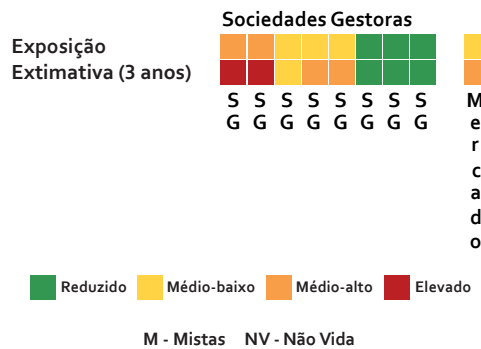 Sociedades Gestoras
Exposição
Extimativa (3 anos)
S S S S S S S S
G G G G G G G G
M
e
r
c
a
d
o
Reduzido Médio-baixo Médio-alto Elevado
M - Mistas NV - Não Vida